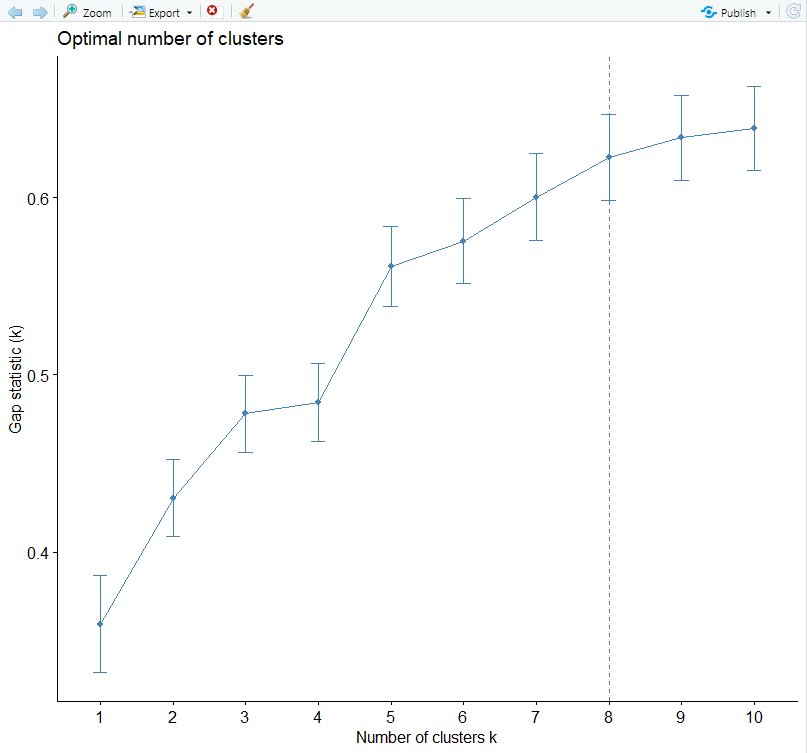 Zoom Export Publish
Optimal number of clusters
Gap statistic (k)
0.6
0.5
0.4
1 2 3 4 5 6 7 8 9 10
Number of clusters k